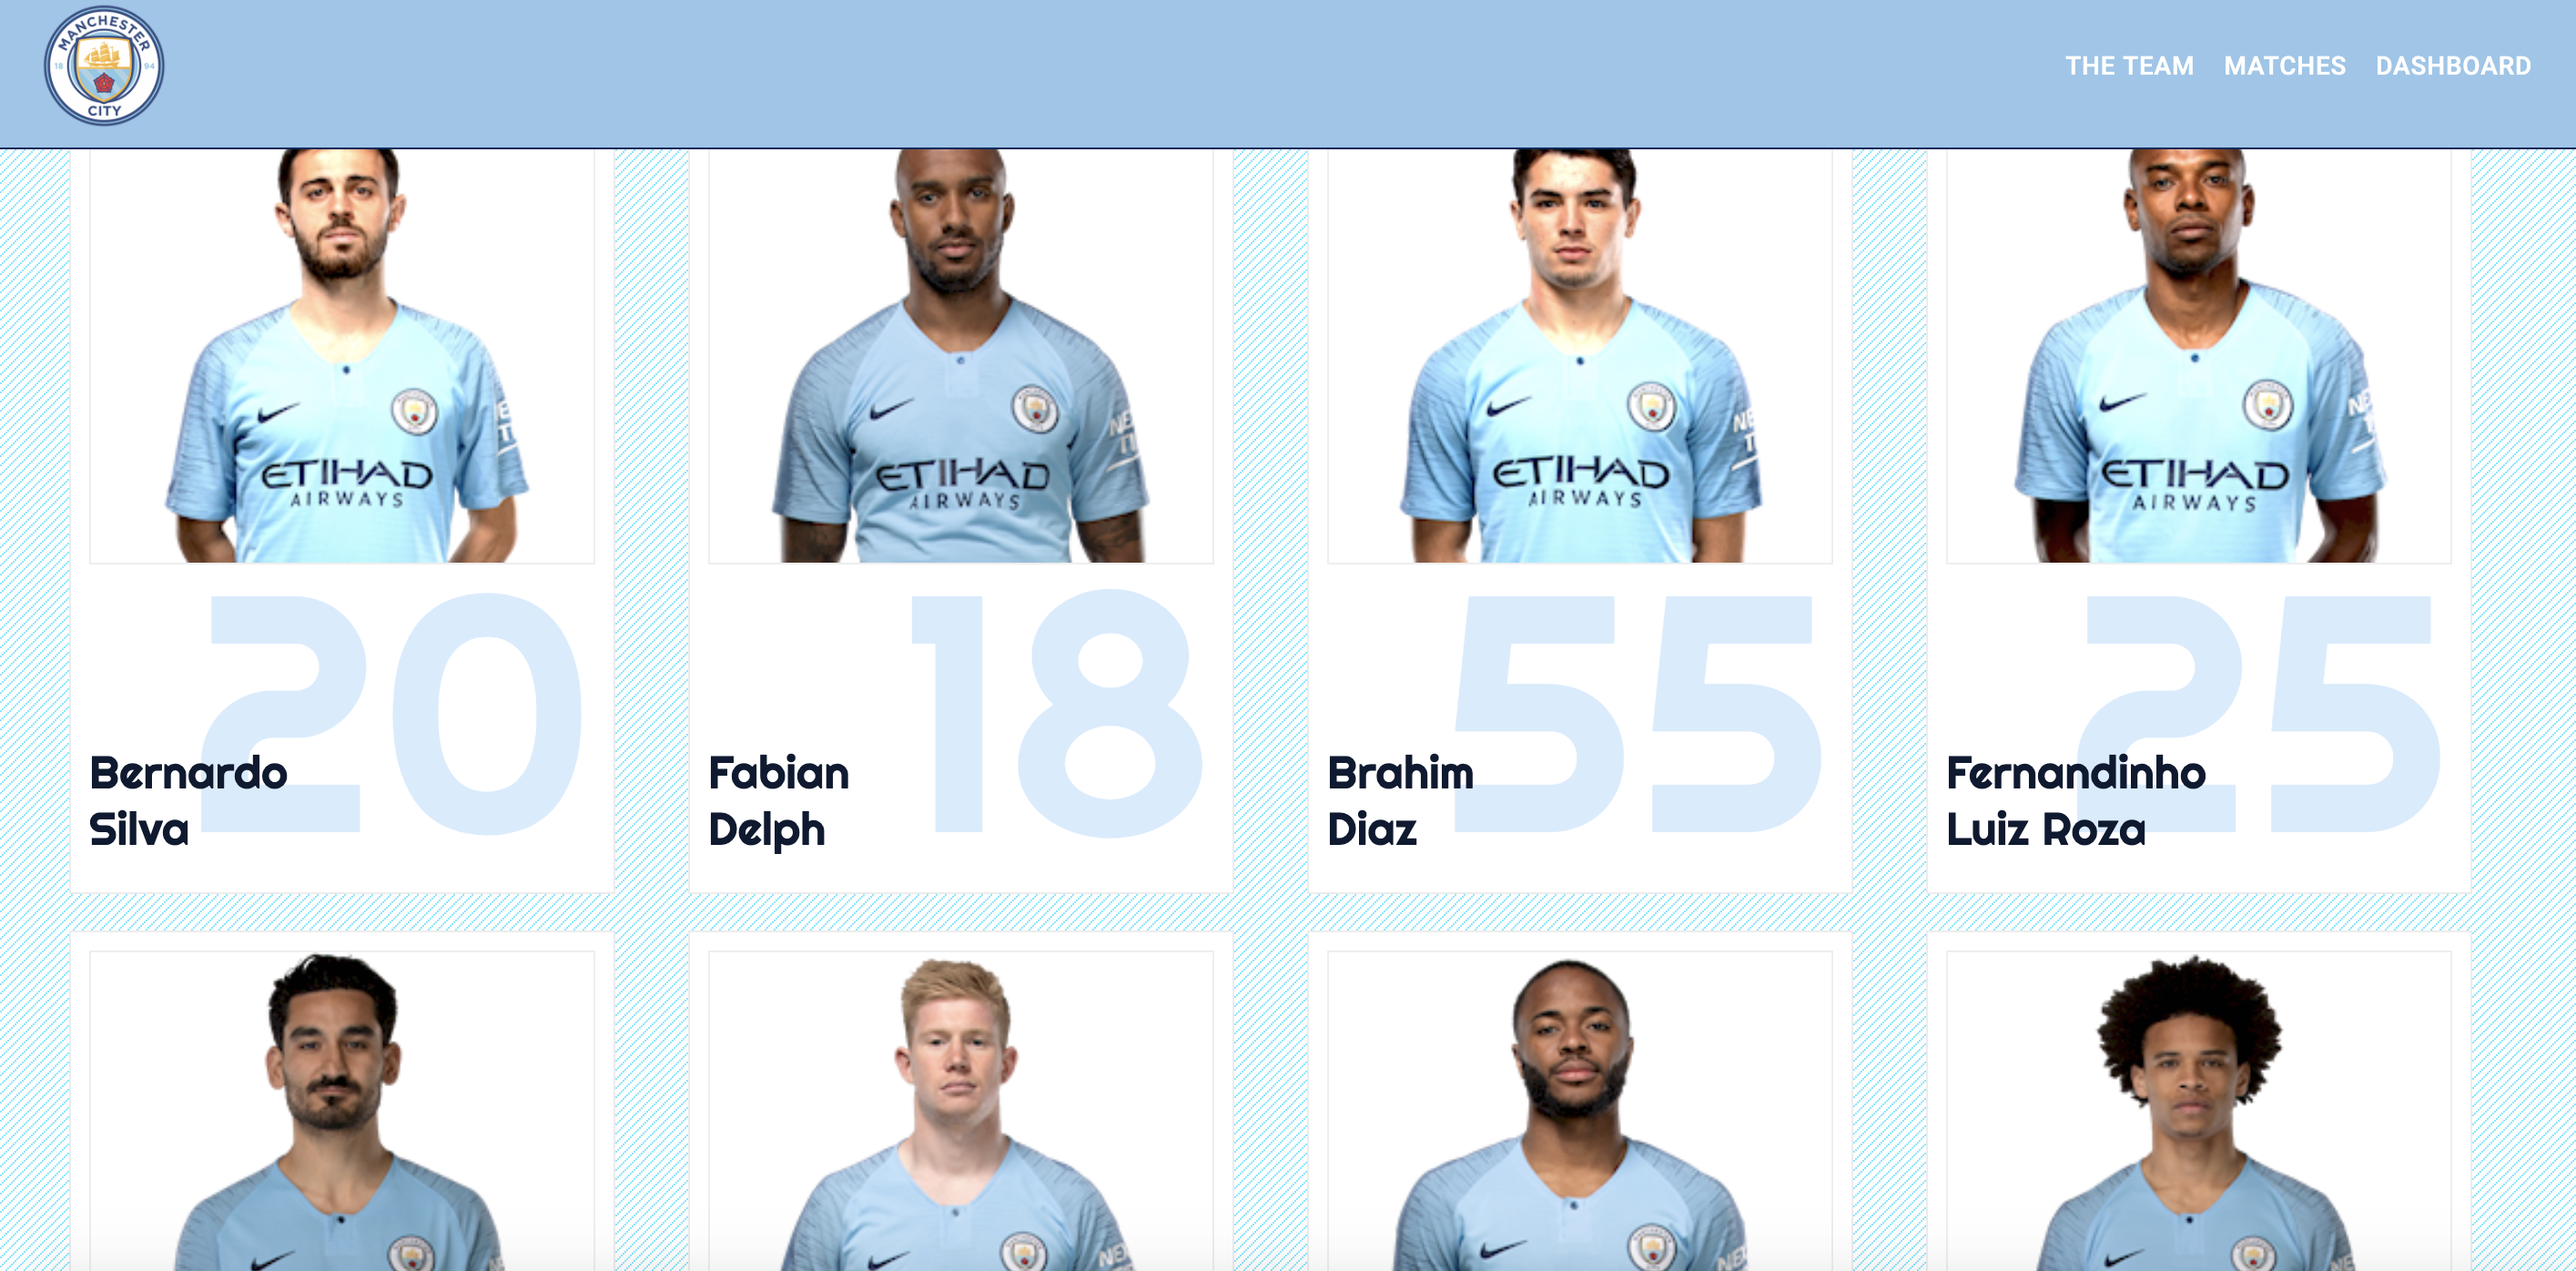 MANCHESTER
18 94
CITY
THE TEAM MATCHES DASHBOARD
ETIHAD
AIRWAYS
ETIHAD
AIRWAYS
ETIHAD
AIRWAYS
ETIHAD
AIRWAYS
20
Bernardo
Silva
18
Fabian
Delph
55
Brahim
Diaz
25
Fernandinho
Luiz Roza